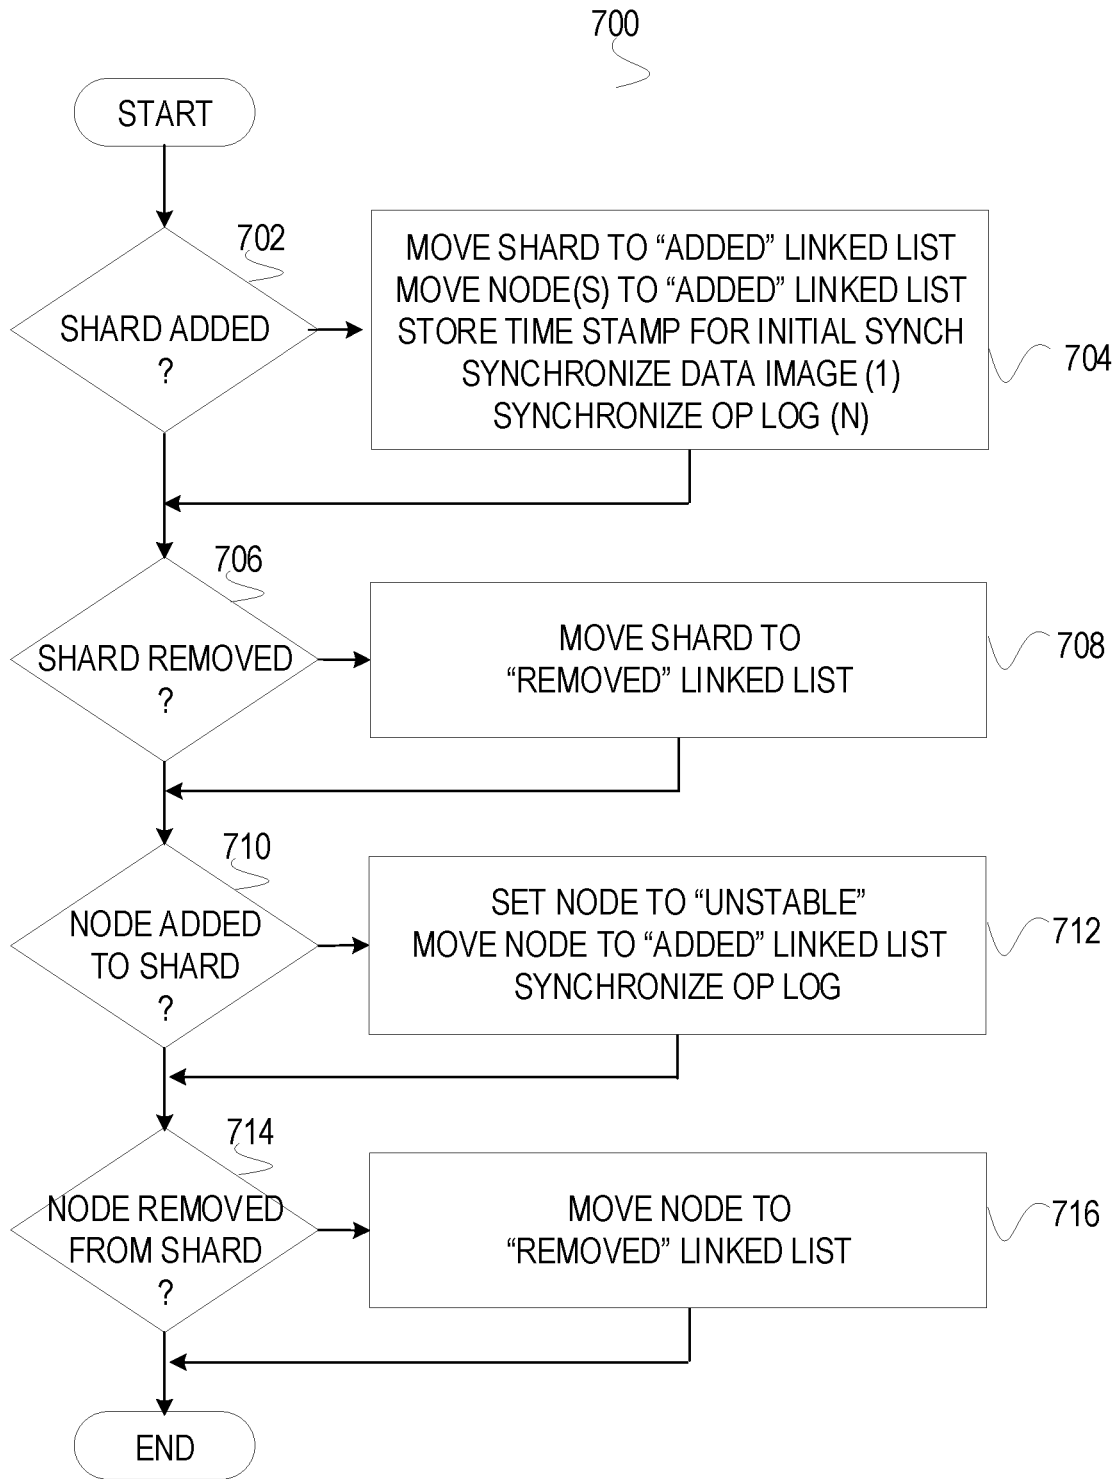 700
START
702
SHARD ADDED
?
MOVE SHARD TO “ADDED” LINKED LIST
MOVE NODE(S) TO “ADDED” LINKED LIST
STORE TIME STAMP FOR INITIAL SYNCH
SYNCHRONIZE DATA IMAGE (1)
SYNCHRONIZE OP LOG (N)
704
706
SHARD REMOVED
?
MOVE SHARD TO
“REMOVED” LINKED LIST
708
710
NODE ADDED
TO SHARD
?
SET NODE TO “UNSTABLE”
MOVE NODE TO “ADDED” LINKED LIST
SYNCHRONIZE OP LOG
712
714
NODE REMOVED
FROM SHARD
?
MOVE NODE TO
“REMOVED” LINKED LIST
716
END